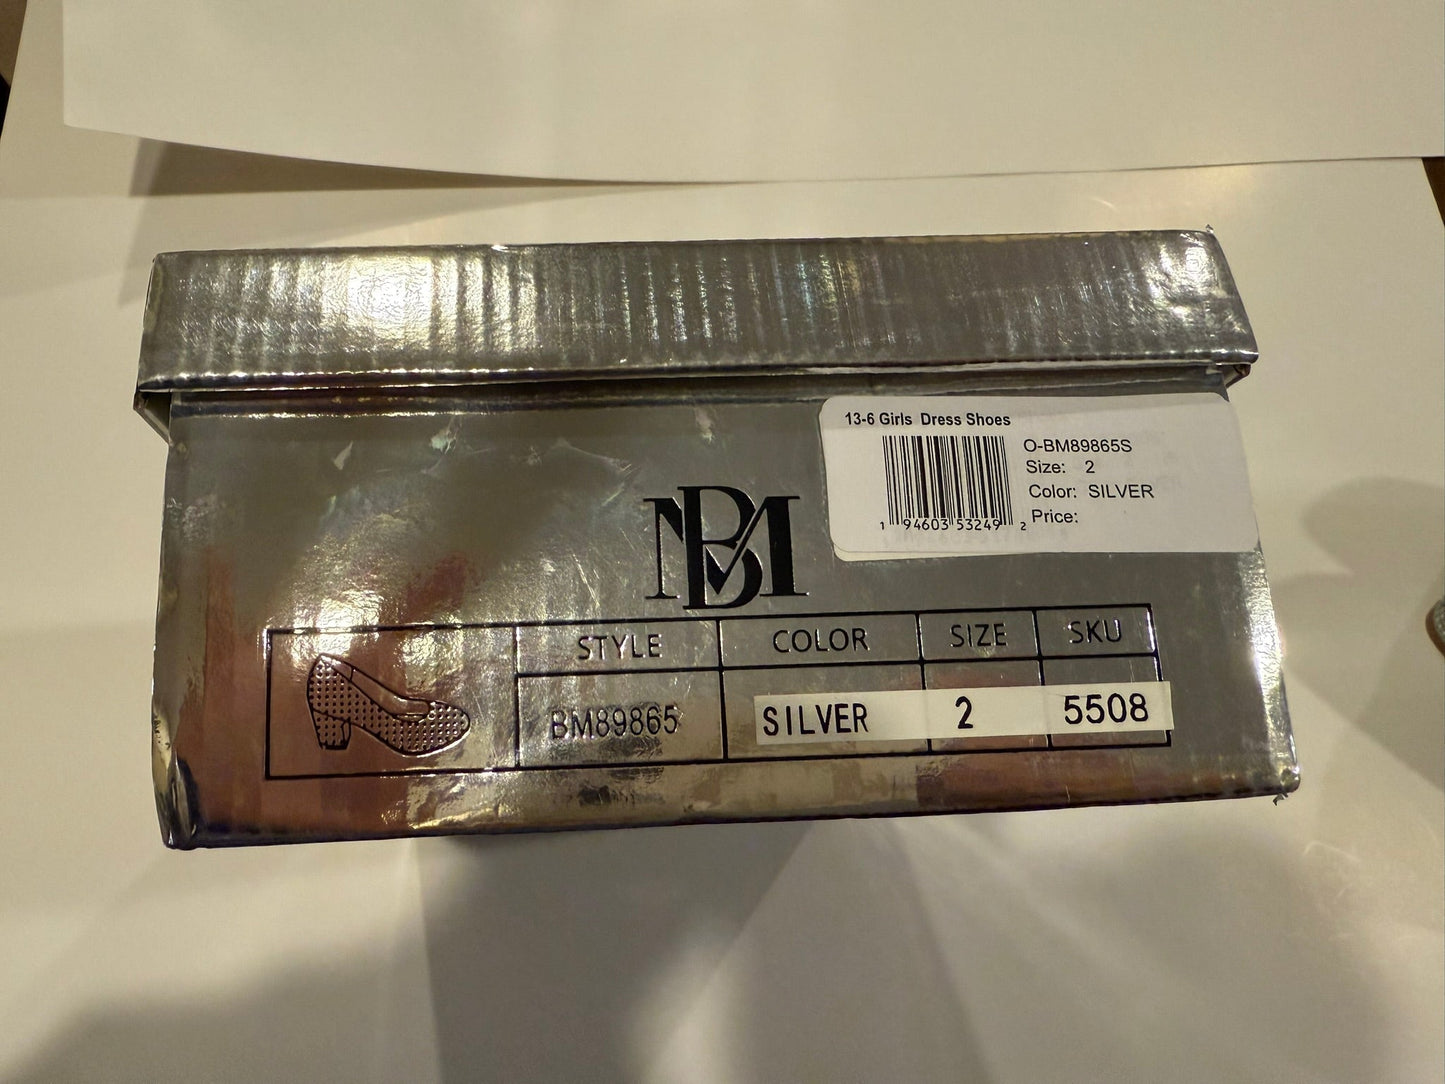 13-6 Girls Dress Shoes
O-BM89865S
Size: 2
Color: SILVER
Price:
1 94603 53249 2
BM
STYLE COLOR SIZE SKU
BM89865 SILVER 2 5508